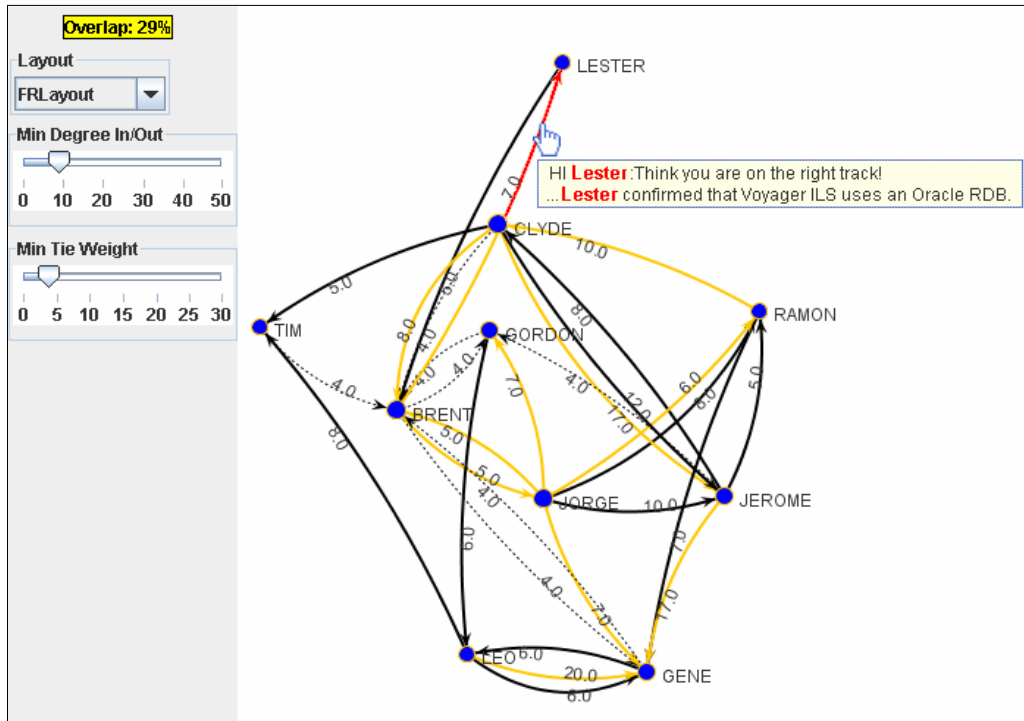 Overlap: 29%
Layout
FRLayout
Min Degree In/Out
0 10 20 30 40 50
Min Tie Weight
0 5 10 15 20 25 30
LESTER
HI Lester:Think you are on the right track!
...Lester confirmed that Voyager ILS uses an Oracle RDB.
7.0
CLYDE
10.0
5.0
6.0
8.0
RAMON
TIM
8.0
4.0
GORDON
4.0
4.0
4.0
4.0
7.0
6.0
8.0
5.0
12.0
17.0
BRENT
5.0
8.0
5.0
4.0
JORGE
10.0
JEROME
6.0
7.0
4.0
7.0
17.0
LEO
6.0
20.0
6.0
GENE